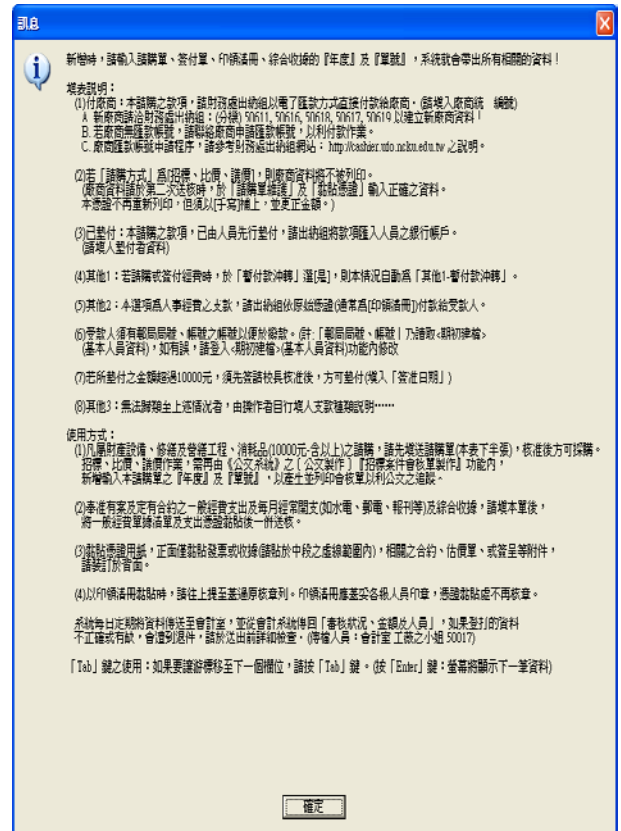 訊息
新增時，請輸入請購單、簽付單、印領清冊、綜合收據的『年度』及『單號』，系統就會帶出所有相關的資料！
填表說明：
(1)付廠商：本請購之款項，請財務處出納組以電子匯款方式直接付款給廠商。(請填入廠商統一編號)
A. 新廠商請洽財務處出納組：(分機) 50611, 50616, 50618, 50617, 50619 以建立新廠商資料！
B. 若廠商無匯款帳號，請聯絡廠商申請匯款帳號，以利付款作業。
C. 廠商匯款帳號申請程序，請參考財務處出納組網站： http://cashier.ufo.ncku.edu.tw 之說明。
(2)若「請購方式」為[招標、比價、議價]，則廠商資料將不被列印。
(廠商資料請於第二次送核時，於「請購單維護」及「黏貼憑證」輸入正確之資料。
本憑證不再重新列印，但須以[手寫]補上，並更正金額。)
(3)已墊付：本請購之款項，已由人員先行墊付，請出納組將款項匯入人員之銀行帳戶。
(請填入墊付者資料)
(4)其他1：若請購或簽付經費時，於「暫付款沖轉」選[是]，則本情況自動為「其他1-暫付款沖轉」。
(5)其他2：本選項為人事經費之支款，請出納組依原始憑證(通常為[印領清冊])付款給受款人。
(6)受款人須有郵局局號、帳號之帳號以便於撥款。(註:「郵局局號、帳號」乃讀取<期初建檔>
(基本人員資料)，如有誤，請登入<期初建檔>(基本人員資料)功能內修改
(7)若所墊付之金額超過10000元，須先簽請校長核准後，方可墊付(填入「簽准日期」)
(8)其他3：無法歸類至上述情況者，由操作者自行填入支款種類說明⋯⋯
使用方式：
(1)凡屬財產設備、修繕及營繕工程、消耗品(10000元-含以上)之請購，請先填送請購單(本表下半張)，核准後方可採購。
招標、比價、議價作業，需再由《公文系統》之〔公文製作〕『招標案件會核單製作』功能內，
新增輸入本請購單之『年度』及『單號』，以產生並列印會核單以利公文之追蹤。
(2)奉准有案及定有合約之一般經費支出及每月經常開支(如水電、郵電、報刊等)及綜合收據，請填本單後，
將一般經費單據清單及支出憑證黏貼後一併送核。
(3)黏貼憑證用紙，正面僅黏貼發票或收據(請貼於中段之虛線範圍內)，相關之合約、估價單、或簽呈等附件，
請裝訂於背面。
(4)以印領清冊黏貼時，請往上提至蓋過原核章列。印領清冊應蓋妥各級人員印章，憑證黏貼處不再核章。
系統每日定期將資料傳送至會計室，並從會計系統傳回「審核狀況、金額及人員」，如果登打的資料
不正確或有缺，會遭到退件，請於送出前詳細檢查。(傳檔人員：會計室 工薇之小姐 50017)
「Tab」鍵之使用：如果要讓游標移至下一個欄位，請按「Tab」鍵。(按「Enter」鍵：螢幕將顯示下一筆資料)
確定